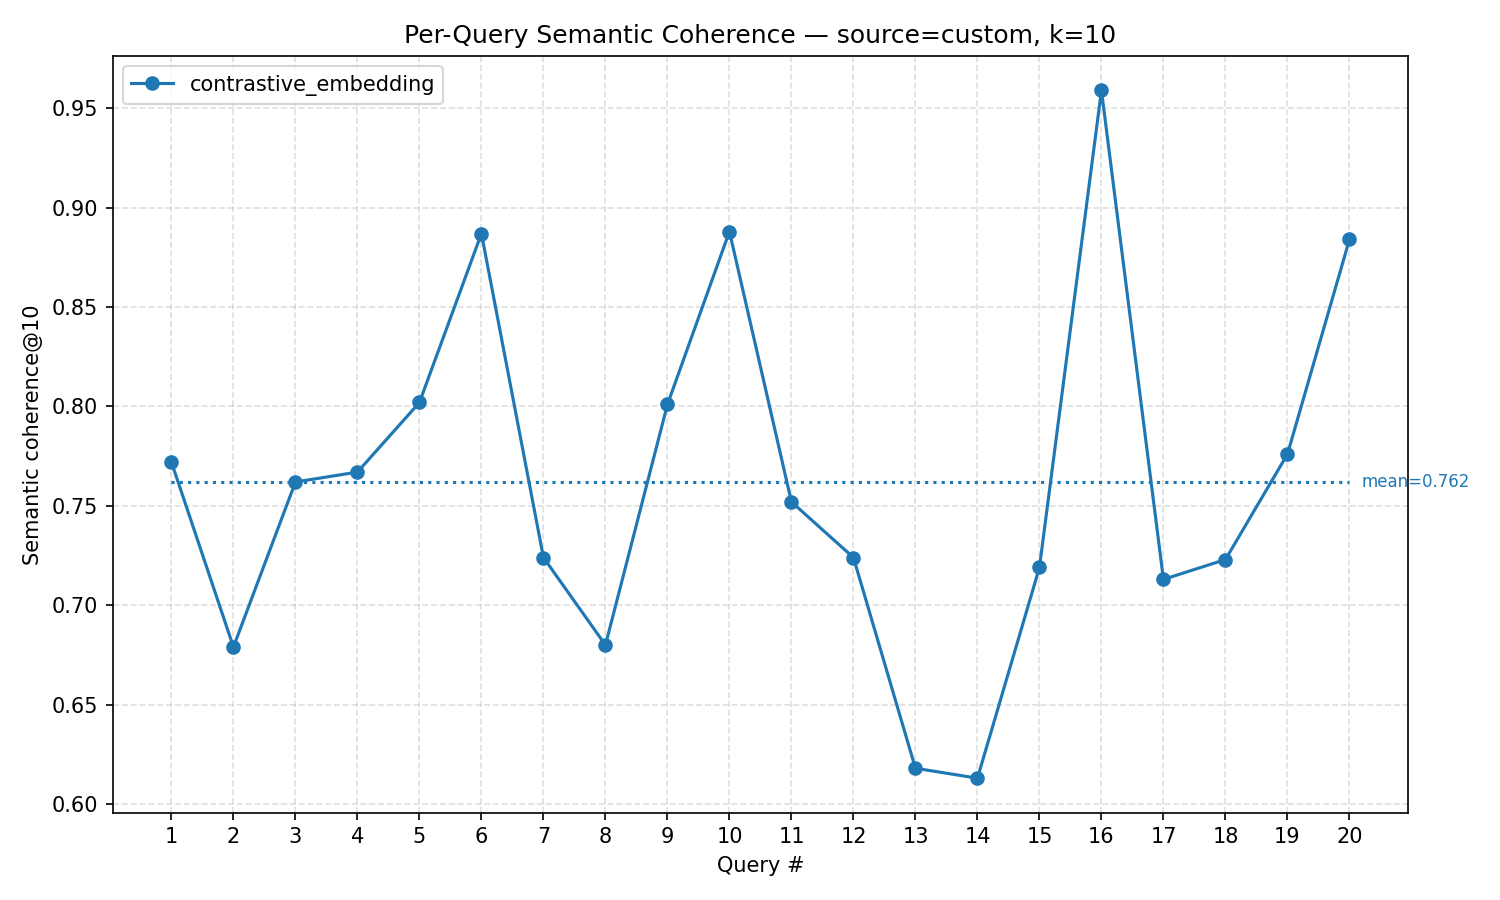 Per-Query Semantic Coherence — source=custom, k=10
contrastive_embedding
Semantic coherence@10
0.95
0.90
0.85
0.80
0.75
0.70
0.65
0.60
mean=0.762
1 2 3 4 5 6 7 8 9 10 11 12 13 14 15 16 17 18 19 20
Query #